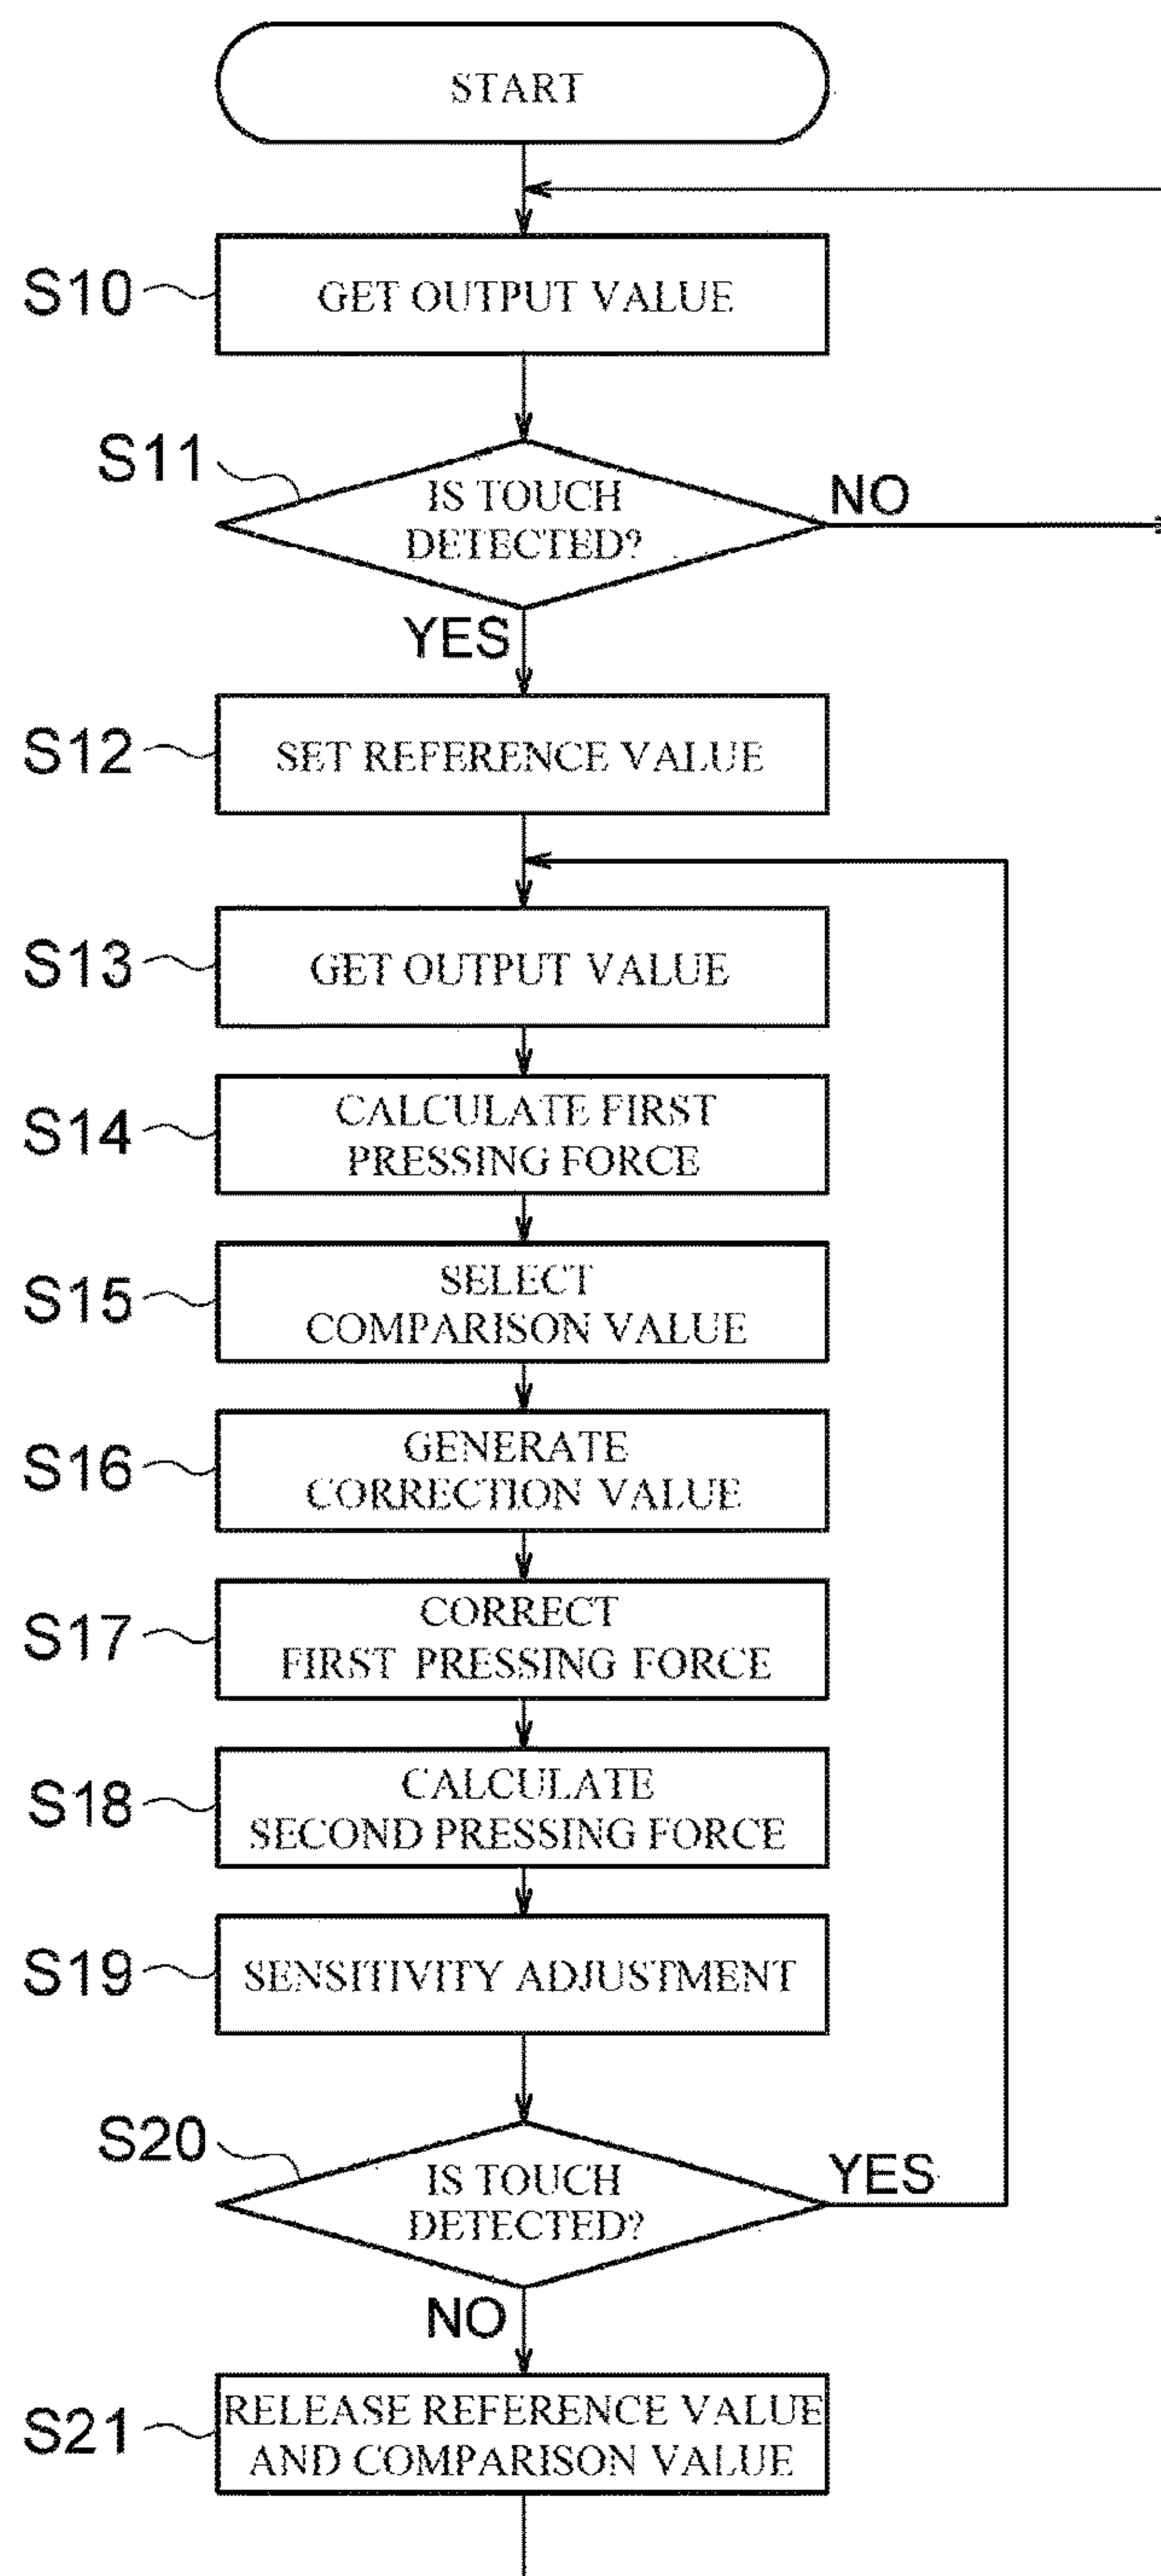 START
S10
GET OUTPUT VALUE
S11
IS TOUCH
DETECTED?
NO
YES
S12
SET REFERENCE VALUE
S13
GET OUTPUT VALUE
S14
CALCULATE FIRST
PRESSING FORCE
S15
SELECT
COMPARISON VALUE
S16
GENERATE
CORRECTION VALUE
S17
CORRECT
FIRST PRESSING FORCE
S18
CALCULATE
SECOND PRESSING FORCE
S19
SENSITIVITY ADJUSTMENT
S20
IS TOUCH
DETECTED?
YES
NO
S21
RELEASE REFERENCE VALUE
AND COMPARISON VALUE